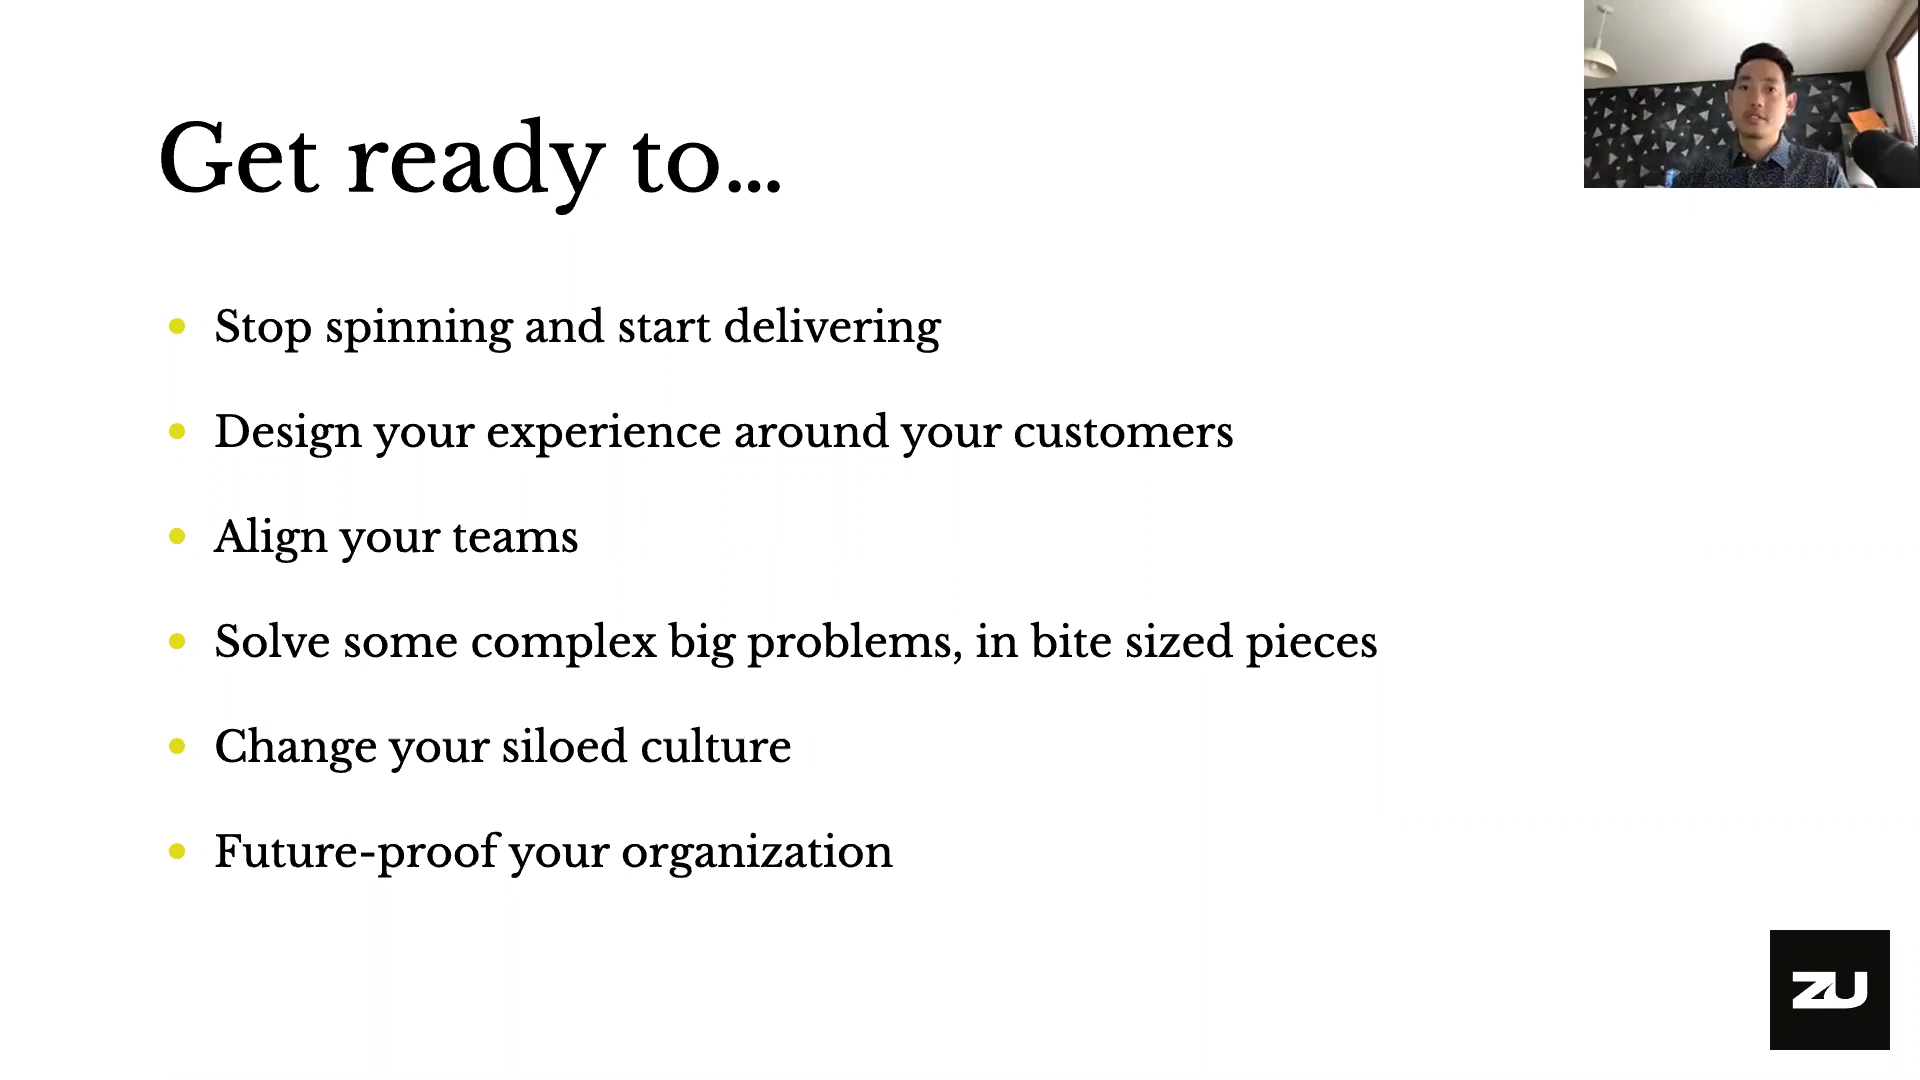 Get ready to...
Stop spinning and start delivering
Design your experience around your customers
Align your teams
Solve some complex big problems, in bite sized pieces
Change your siloed culture
Future-proof your organization
ZU